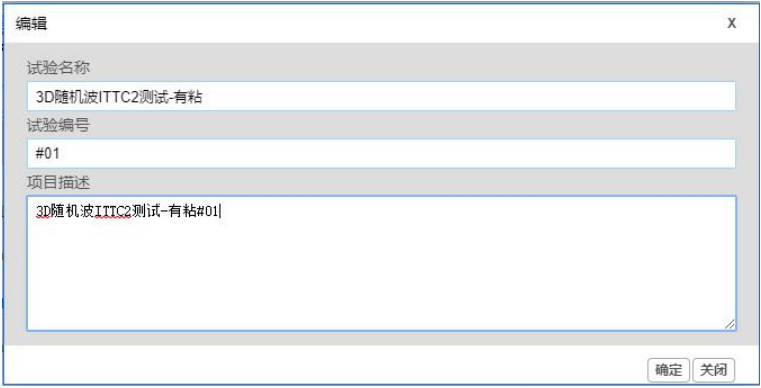 编辑
X
试验名称
3D随机波ITTC2测试-有粘
试验编号
#01
项目描述
3D随机波ITTC2测试-有粘#01
确定 关闭